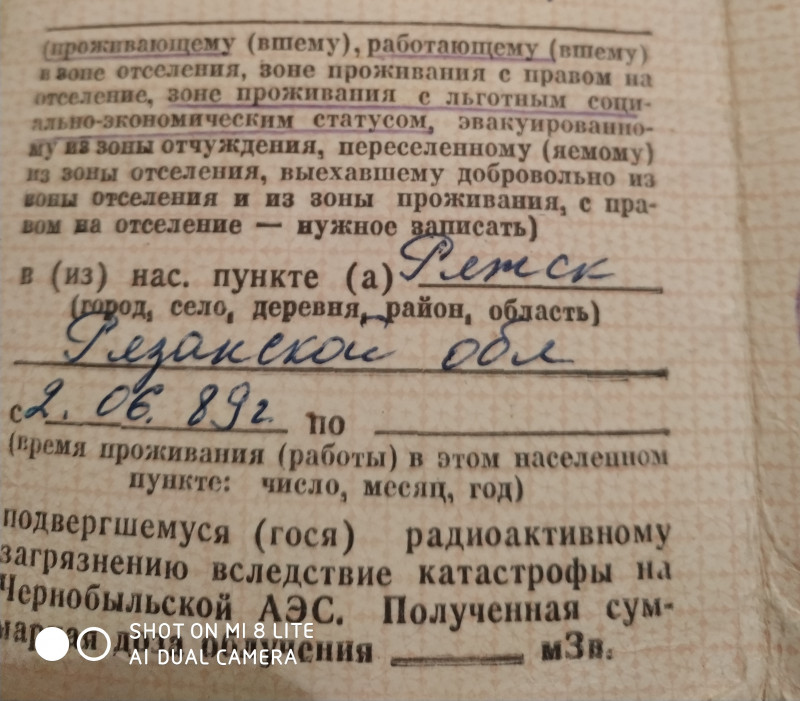 (проживающему (вшему), работающему (вшему)
в зоне отселения, зоне проживания с правом на
отселение, зоне проживания с льготным соци-
ально-экономическим статусом, эвакуированно-
му из зоны отчуждения, переселенному (яемому)
из зоны отселения, выехавшему добровольно из
зоны отселения и из зоны проживания, с пра-
вом на отселение — нужное записать)
в (из) нас. пункте (а) Ряжск
(город, село, деревня, район, область)
Рязанской обл
с 2. 06. 89г. по
(время проживания (работы) в этом населенном
пункте: число, месяц, год)
подвергшемуся (гося) радиоактивному
загрязнению вследствие катастрофы на
Чернобыльской АЭС. Полученная сум-
марная доза облучения мЗв.
SHOT ON MI 8 LITE
AI DUAL CAMERA